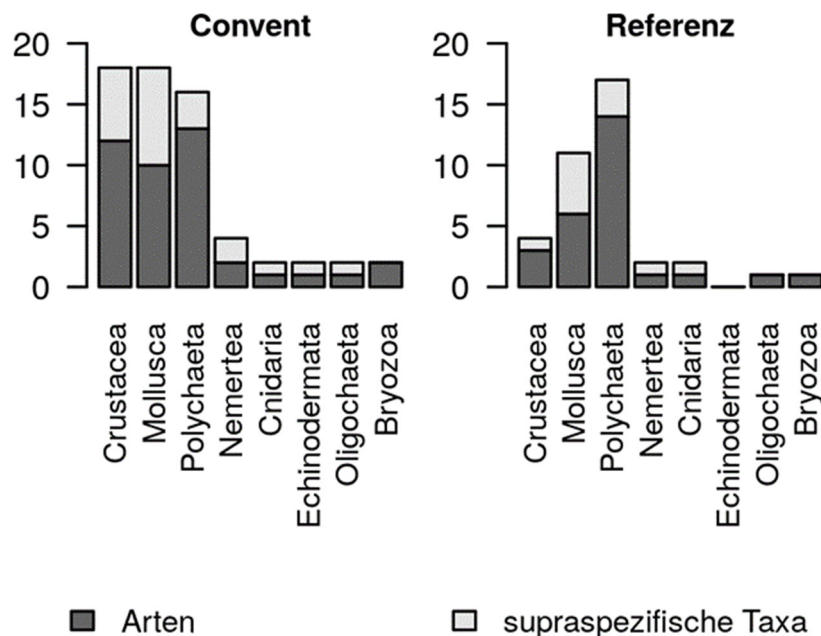 Convent
20
15
10
5
0
Crustacea
Mollusca
Polychaeta
Nemertea
Cnidaria
Echinodermata
Oligochaeta
Bryozoa
Referenz
20
15
10
5
0
Crustacea
Mollusca
Polychaeta
Nemertea
Cnidaria
Echinodermata
Oligochaeta
Bryozoa
Arten
supraspezifische Taxa